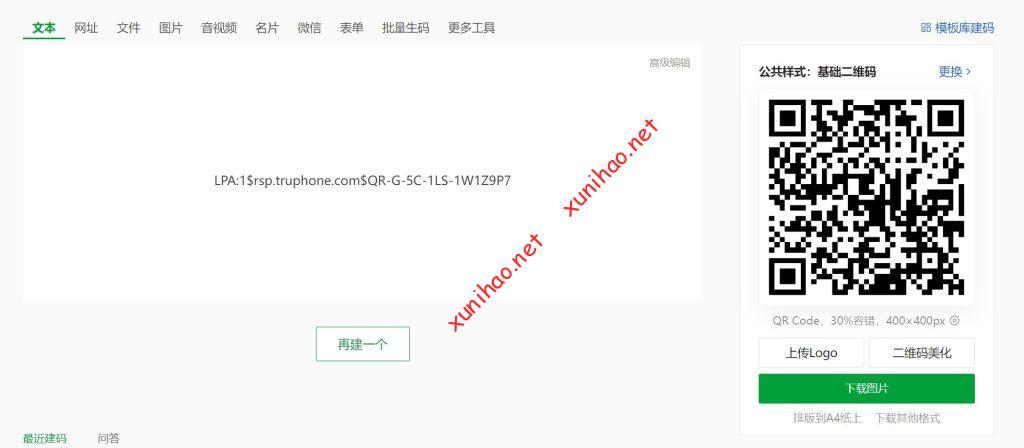 文本 网址 文件 图片 音视频 名片 微信 表单 批量生码 更多工具 模板库建码
高级编辑
LPA:1$rsp.truphone.com$QR-G-5C-1LS-1W1Z9P7
xunihao.net
xunihao.net
再建一个
最近建码 问答
公共样式：基础二维码 更换 >
QR Code，30%容错，400×400px
上传Logo 二维码美化
下载图片
排版到A4纸上 下载其他格式